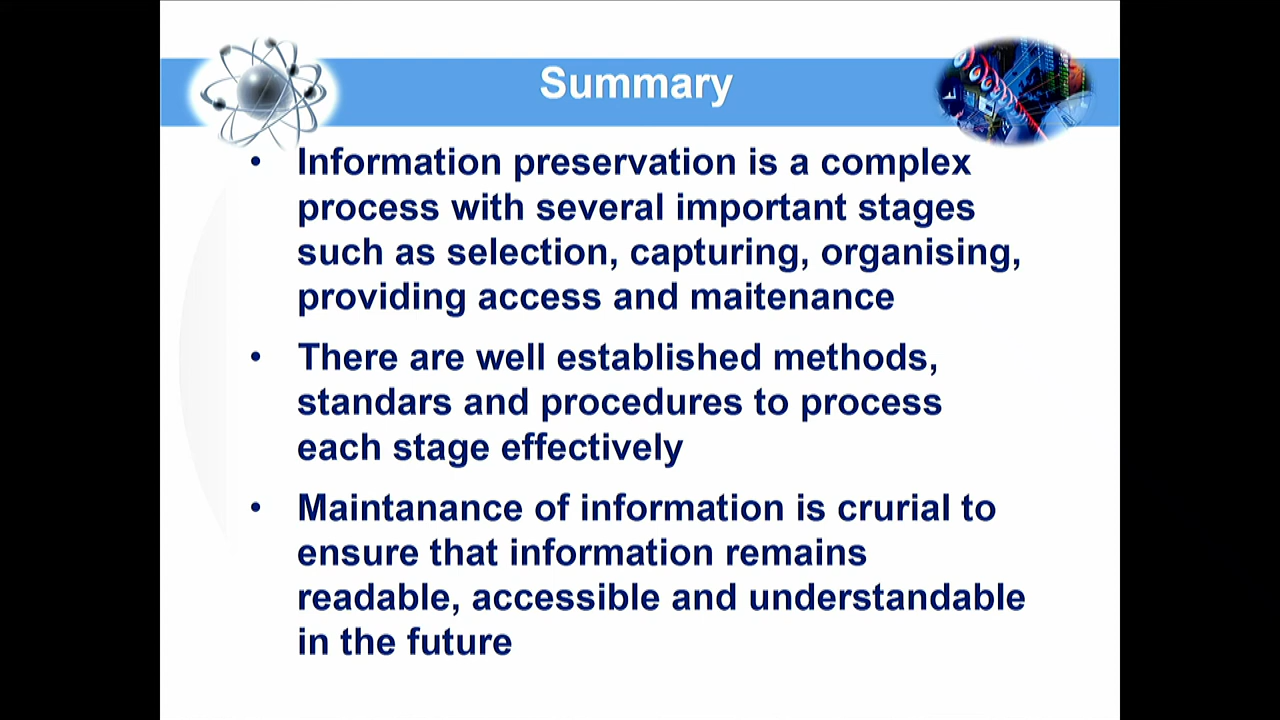 Summary
• Information preservation is a complex
process with several important stages
such as selection, capturing, organising,
providing access and maitenance
• There are well established methods,
standars and procedures to process
each stage effectively
• Maintanance of information is crurial to
ensure that information remains
readable, accessible and understandable
in the future